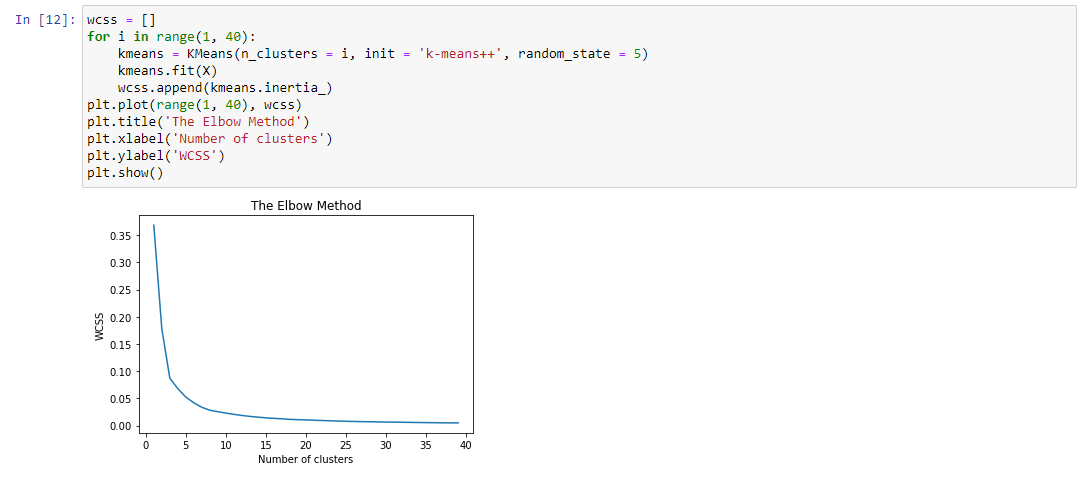 In [12]: wcss = []
for i in range(1, 40):
    kmeans = KMeans(n_clusters = i, init = 'k-means++', random_state = 5)
    kmeans.fit(X)
    wcss.append(kmeans.inertia_)
plt.plot(range(1, 40), wcss)
plt.title('The Elbow Method')
plt.xlabel('Number of clusters')
plt.ylabel('WCSS')
plt.show()
The Elbow Method
WCSS
0.35
0.30
0.25
0.20
0.15
0.10
0.05
0.00
0 5 10 15 20 25 30 35 40
Number of clusters